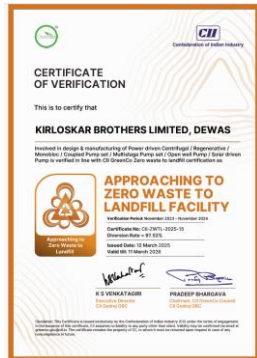 CII
Confederation of Indian Industry
CERTIFICATE
OF VERIFICATION
This is to certify that
KIRLOSKAR BROTHERS LIMITED, DEWAS
Involved in design & manufacturing of Power driven Centrifugal / Regenerative /
Monobloc / Coupled Pump set / Multistage Pump set / Open well Pump / Solar driven
Pump is verified in line with CII GreenCo Zero waste to landfill certification as
Approaching to
Zero Waste to
Landfill
APPROACHING TO
ZERO WASTE TO
LANDFILL FACILITY
Verification Period: November 2023 - November 2024
Certificate No: CII-ZWTL-2025-15
Diversion Rate = 97.52%
Issued Date: 12 March 2025
Valid till: 11 March 2026
K S VENKATAGIRI
Executive Director
CII Godrej GBC
PRADEEP BHARGAVA
Chairman, CII GreenCo Council
CII Godrej GBC